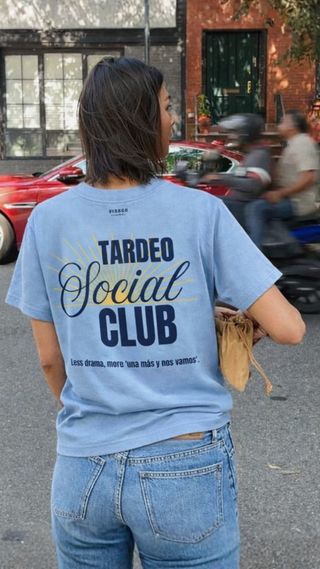 TARDEO
Social
CLUB
Less drama, more 'una más y nos vamos'.